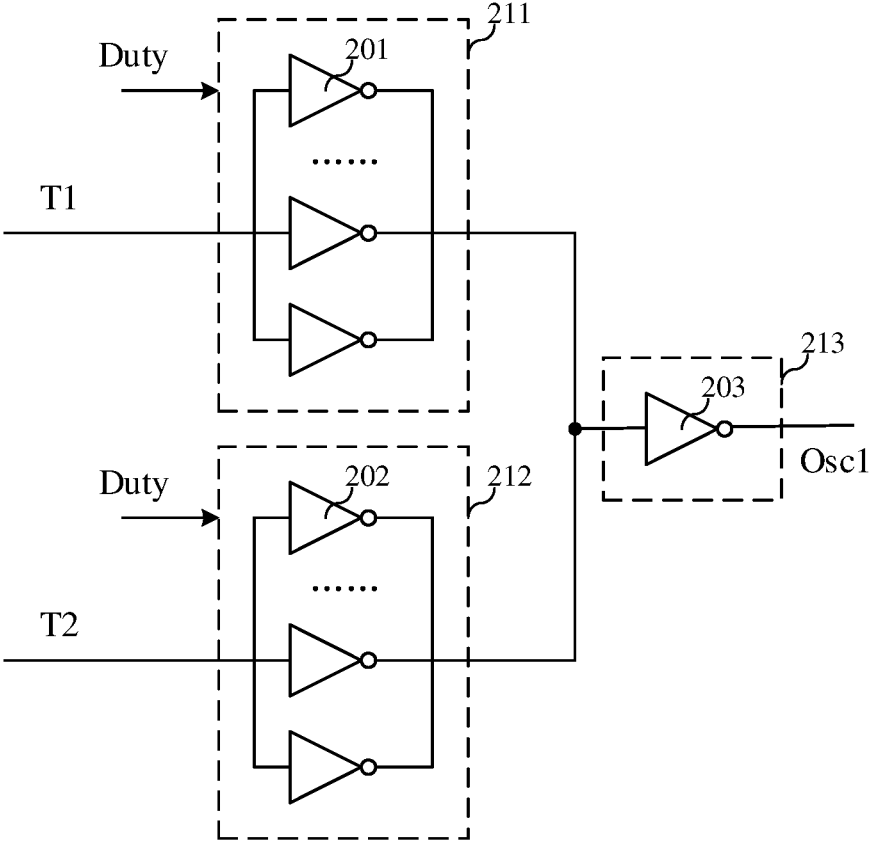 211
Duty
201
......
T1
213
203
Osc1
Duty
202
212
......
T2